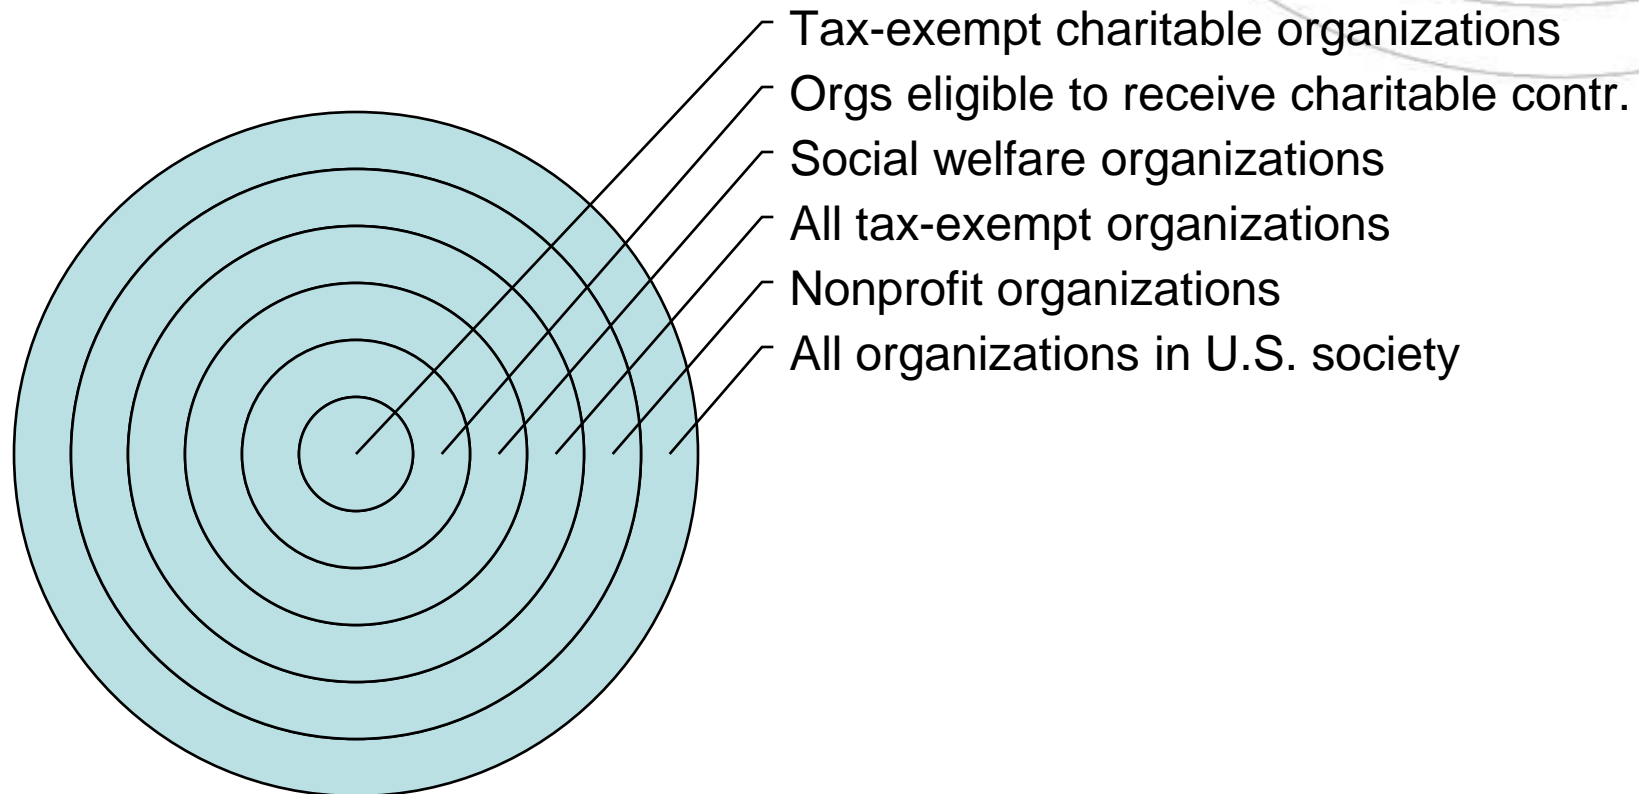 Tax-exempt charitable organizations
Orgs eligible to receive charitable contr.
Social welfare organizations
All tax-exempt organizations
Nonprofit organizations
All organizations in U.S. society